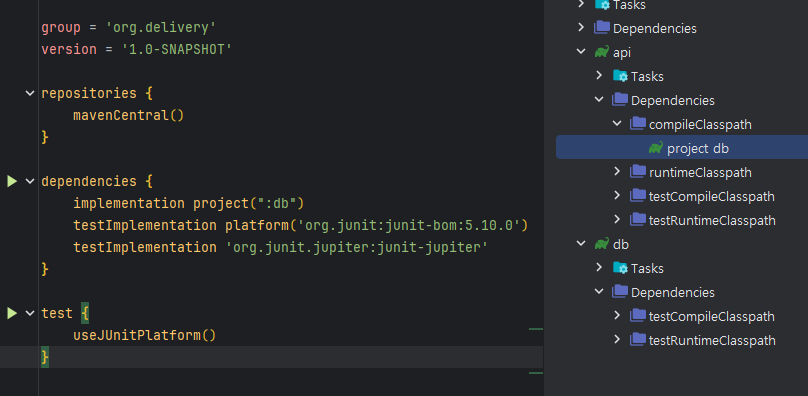 group = 'org.delivery'
version = '1.0-SNAPSHOT'
repositories {
mavenCentral()
}
dependencies {
implementation project(":db")
testImplementation platform('org.junit:junit-bom:5.10.0')
testImplementation 'org.junit.jupiter:junit-jupiter'
}
test {
useJUnitPlatform()
}
Tasks
Dependencies
api
Tasks
Dependencies
compileClasspath
project db
runtimeClasspath
testCompileClasspath
testRuntimeClasspath
db
Tasks
Dependencies
testCompileClasspath
testRuntimeClasspath